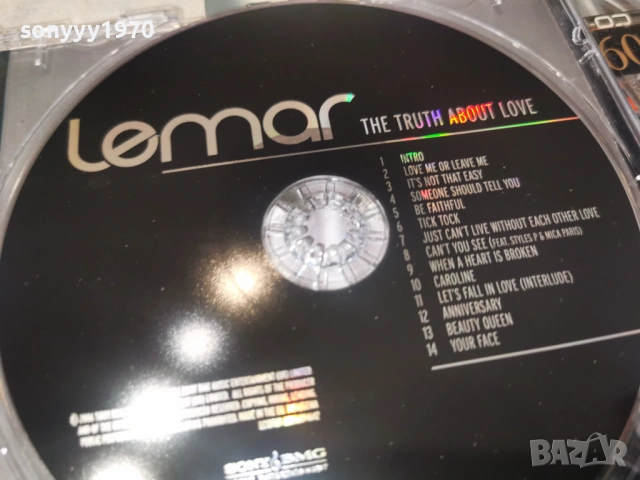 sonyyy1970
Lemar
THE TRUTH ABOUT LOVE
1 INTRO
2 LOVE ME OR LEAVE ME
3 IT'S NOT THAT EASY
4 SOMEONE SHOULD TELL YOU
5 BE FAITHFUL
6 TICK TOCK
7 JUST CAN'T LIVE WITHOUT EACH OTHER LOVE
8 CAN'T YOU SEE (FEAT. STYLES P & MICA PARIS)
9 WHEN A HEART IS BROKEN
10 CAROLINE
11 LET'S FALL IN LOVE (INTERLUDE)
12 ANNIVERSARY
13 BEAUTY QUEEN
14 YOUR FACE
SONY BMG
MUSIC ENTERTAINMENT
60
BAZAR